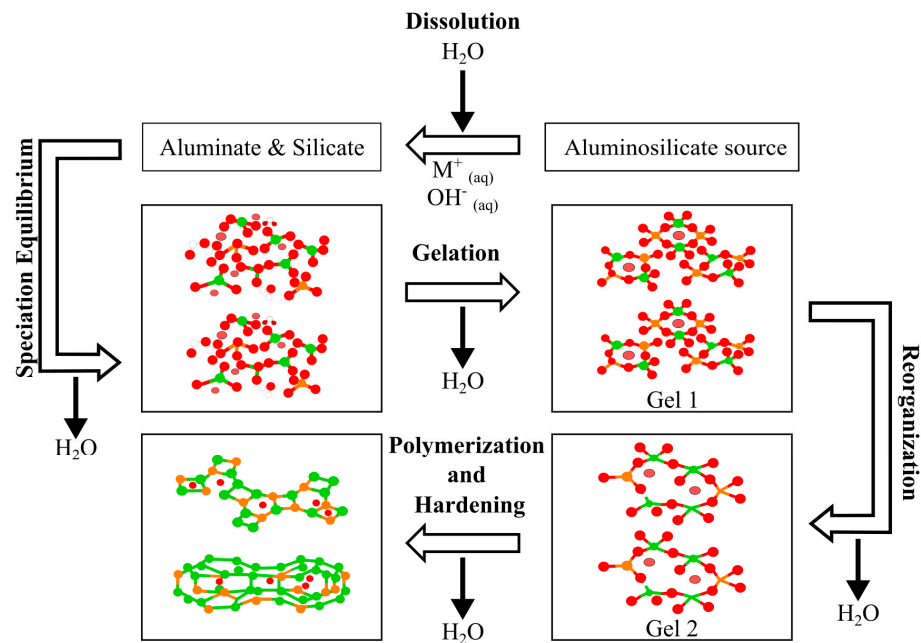 Dissolution
H₂O
Aluminate & Silicate
Aluminosilicate source
M⁺ (aq)
OH⁻ (aq)
Speciation Equilibrium
H₂O
Gelation
H₂O
Gel 1
Reorganization
H₂O
Polymerization
and
Hardening
H₂O
Gel 2